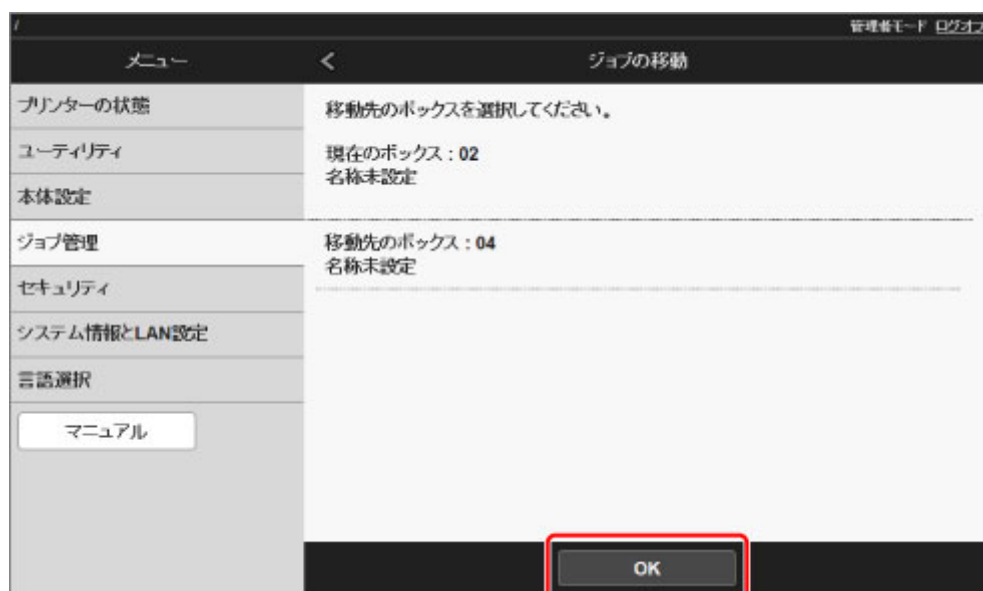 /
管理者モード ログオフ
メニュー
<
ジョブの移動
プリンターの状態
ユーティリティ
本体設定
ジョブ管理
セキュリティ
システム情報とLAN設定
言語選択
マニュアル
移動先のボックスを選択してください。
現在のボックス : 02
名称未設定
移動先のボックス : 04
名称未設定
OK